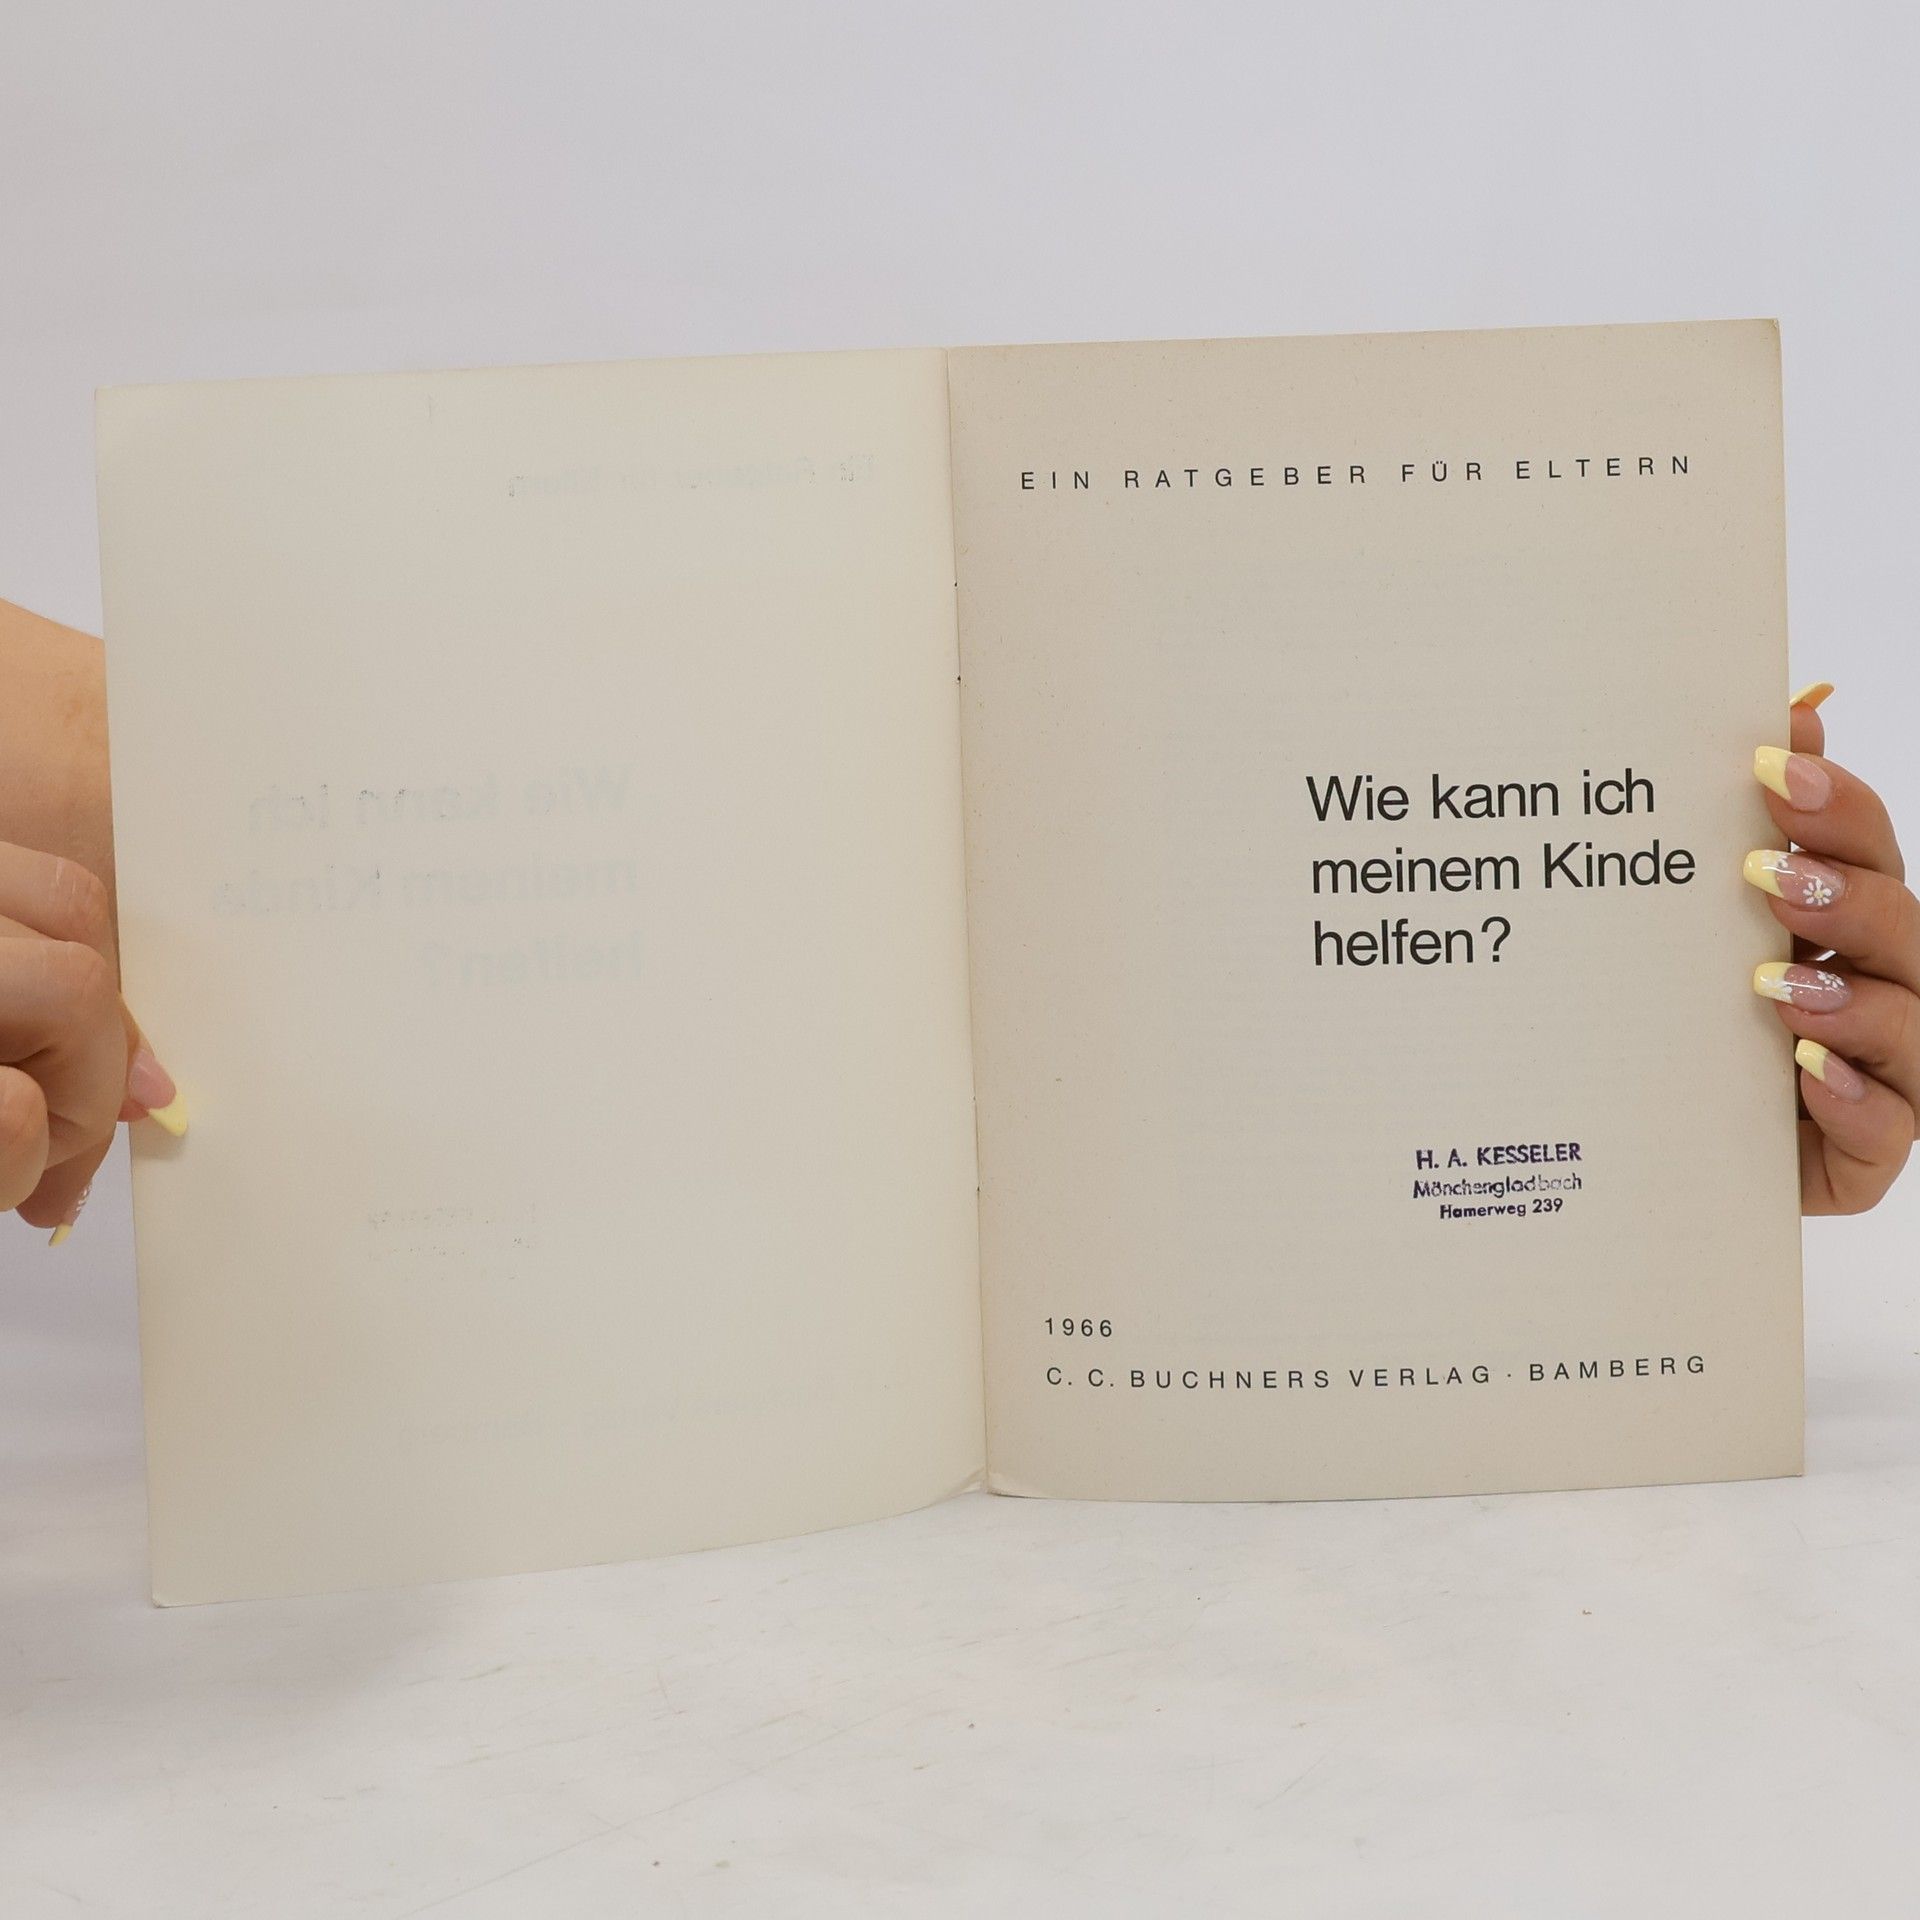 EIN RATGEBER FÜR ELTERN
Wie kann ich
meinem Kinde
helfen?
H. A. KESSELER
Mönchengladbach
Hamerweg 239
1966
C. C. BUCHNERS VERLAG · BAMBERG